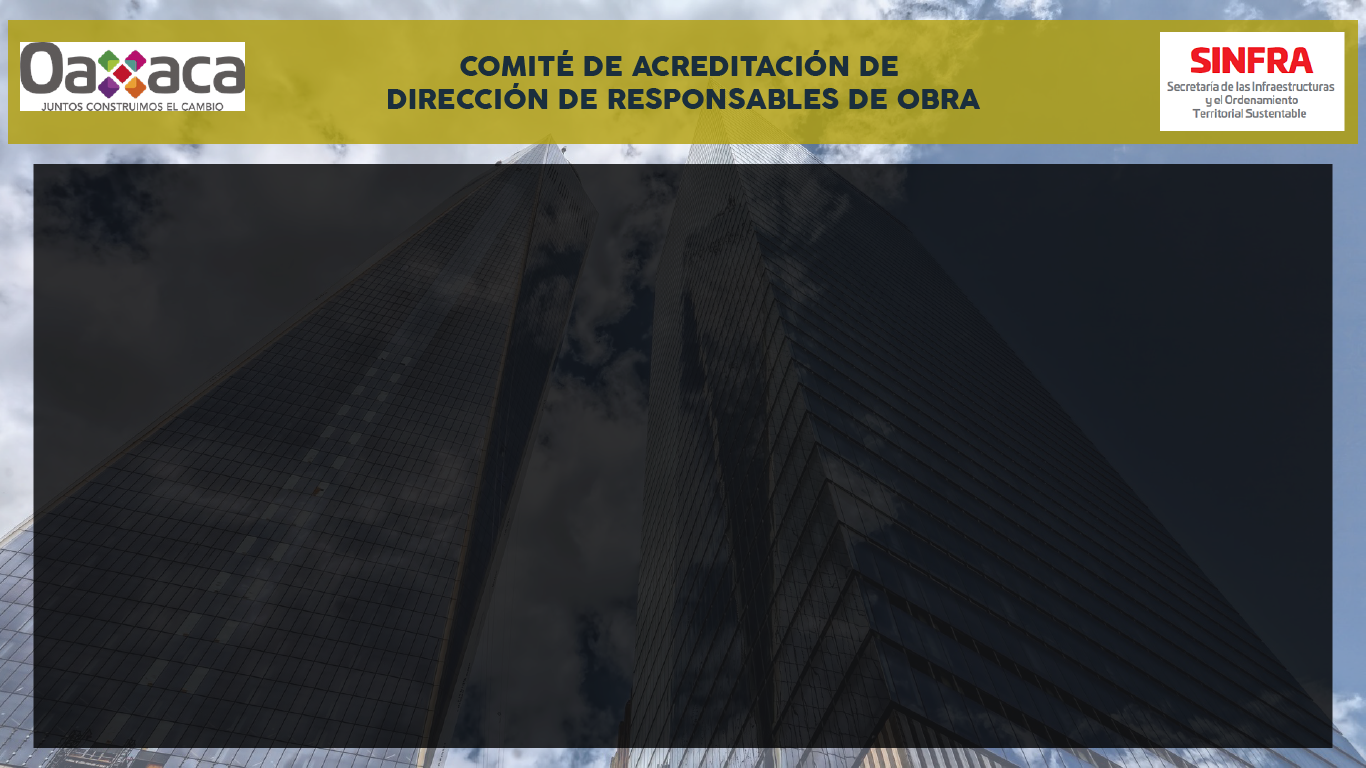 Oaxaca
JUNTOS CONSTRUIMOS EL CAMBIO
COMITÉ DE ACREDITACIÓN DE
DIRECCIÓN DE RESPONSABLES DE OBRA
SINFRA
Secretaría de las Infraestructuras
y el Ordenamiento
Territorial Sustentable